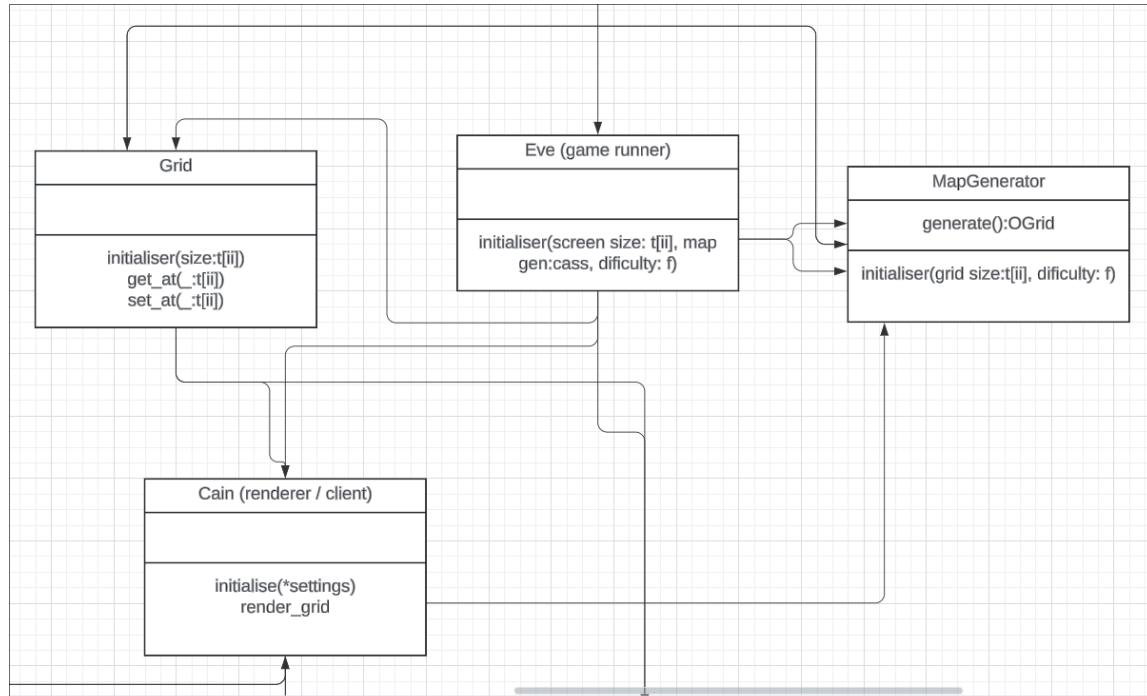 Grid
initialiser(size:t[ii])
get_at(_:t[ii])
set_at(_:t[ii])
Eve (game runner)
initialiser(screen size: t[ii], map
gen:cass, dificulty: f)
MapGenerator
generate():OGrid
initialiser(grid size:t[ii], dificulty: f)
Cain (renderer / client)
initialise(*settings)
render_grid